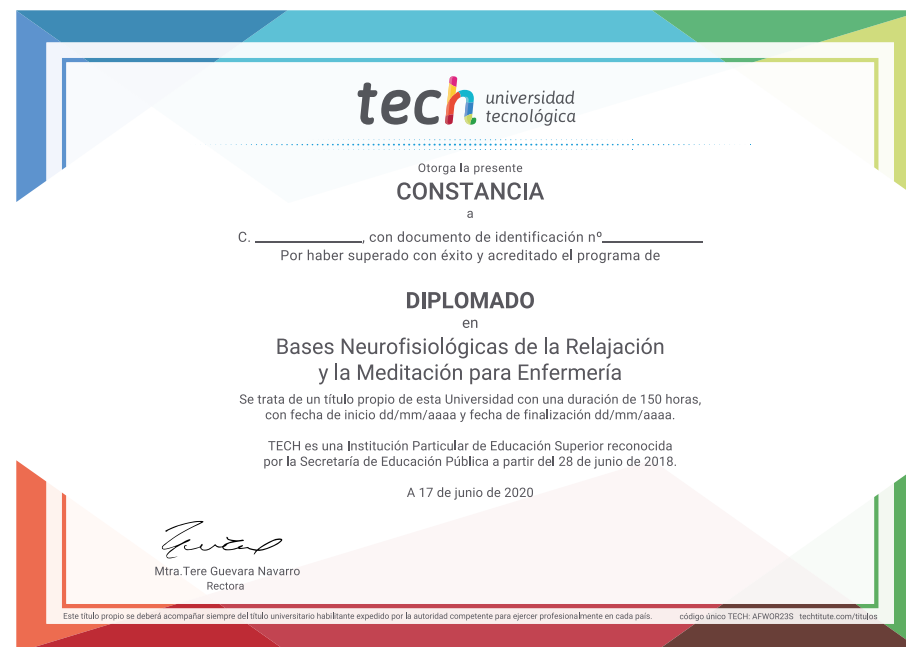 tech universidad
tecnológica
Otorga la presente
CONSTANCIA
a
C. ____________, con documento de identificación nº____________
Por haber superado con éxito y acreditado el programa de
DIPLOMADO
en
Bases Neurofisiológicas de la Relajación
y la Meditación para Enfermería
Se trata de un título propio de esta Universidad con una duración de 150 horas,
con fecha de inicio dd/mm/aaaa y fecha de finalización dd/mm/aaaa.
TECH es una Institución Particular de Educación Superior reconocida
por la Secretaría de Educación Pública a partir del 28 de junio de 2018.
A 17 de junio de 2020
Mtra.Tere Guevara Navarro
Rectora
Este título propio se deberá acompañar siempre del título universitario habilitante expedido por la autoridad competente para ejercer profesionalmente en cada país. código único TECH: AFWOR23S techtitute.com/titulos